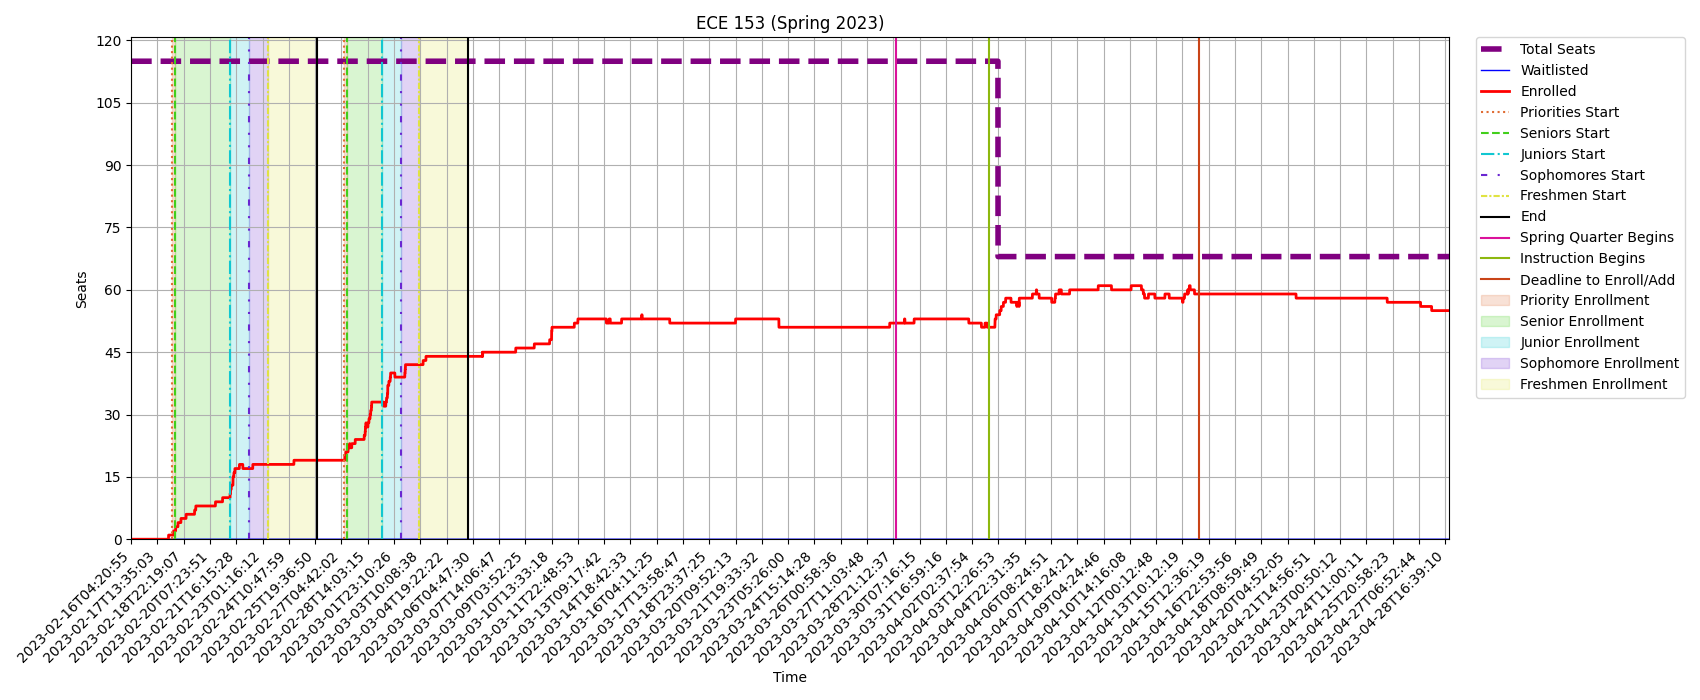 ECE 153 (Spring 2023)
120
105
90
75
60
45
30
15
0
Seats
Total Seats
Waitlisted
Enrolled
Priorities Start
Seniors Start
Juniors Start
Sophomores Start
Freshmen Start
End
Spring Quarter Begins
Instruction Begins
Deadline to Enroll/Add
Priority Enrollment
Senior Enrollment
Junior Enrollment
Sophomore Enrollment
Freshmen Enrollment
2023-02-16T04:20:55
2023-02-17T13:35:03
2023-02-18T22:19:07
2023-02-20T07:23:51
2023-02-21T16:15:28
2023-02-23T01:16:12
2023-02-24T10:47:59
2023-02-25T19:36:50
2023-02-27T04:42:02
2023-02-28T14:03:15
2023-03-01T23:10:26
2023-03-03T10:08:38
2023-03-04T19:22:22
2023-03-06T04:47:30
2023-03-07T14:06:47
2023-03-09T03:52:25
2023-03-10T13:33:18
2023-03-11T22:48:53
2023-03-13T09:17:42
2023-03-14T18:42:33
2023-03-16T04:11:25
2023-03-17T13:58:47
2023-03-18T23:37:25
2023-03-20T09:52:13
2023-03-21T19:33:32
2023-03-23T05:26:00
2023-03-24T15:14:28
2023-03-26T00:58:36
2023-03-27T11:03:48
2023-03-28T21:12:37
2023-03-30T07:16:15
2023-03-31T16:59:16
2023-04-02T02:37:54
2023-04-03T12:26:53
2023-04-04T22:31:35
2023-04-06T08:24:51
2023-04-07T18:24:21
2023-04-09T04:24:46
2023-04-10T14:16:08
2023-04-12T00:12:48
2023-04-13T10:12:19
2023-04-15T12:36:19
2023-04-16T22:53:56
2023-04-18T08:59:49
2023-04-20T04:52:05
2023-04-21T14:56:51
2023-04-23T00:50:12
2023-04-24T11:00:11
2023-04-25T20:58:23
2023-04-27T06:52:44
2023-04-28T16:39:10
Time